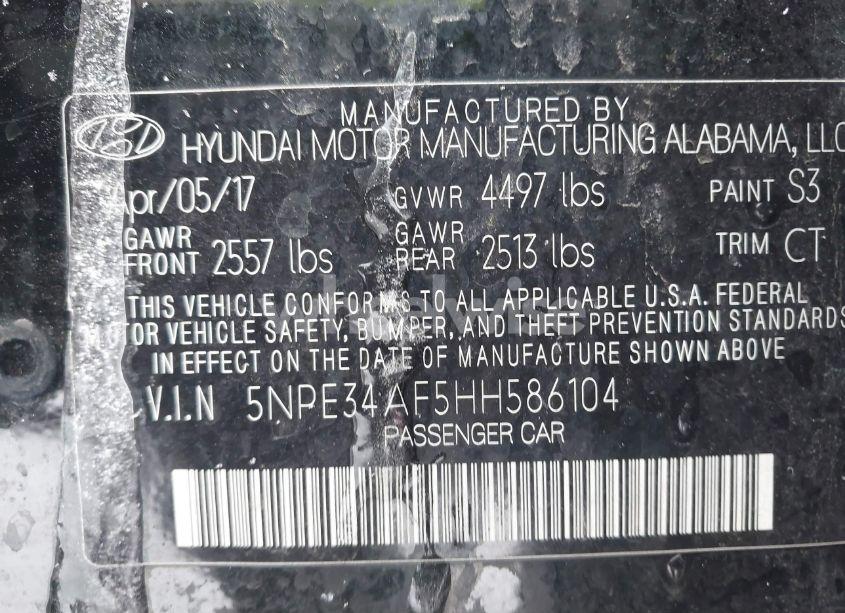 MANUFACTURED BY
HYUNDAI MOTOR MANUFACTURING ALABAMA, LLC
Apr/05/17 GVWR 4497 lbs PAINT S3
GAWR FRONT 2557 lbs GAWR REAR 2513 lbs TRIM CT
THIS VEHICLE CONFORMS TO ALL APPLICABLE U.S.A. FEDERAL
MOTOR VEHICLE SAFETY, BUMPER, AND THEFT PREVENTION STANDARDS
IN EFFECT ON THE DATE OF MANUFACTURE SHOWN ABOVE
V.I.N 5NPE34AF5HH586104
PASSENGER CAR